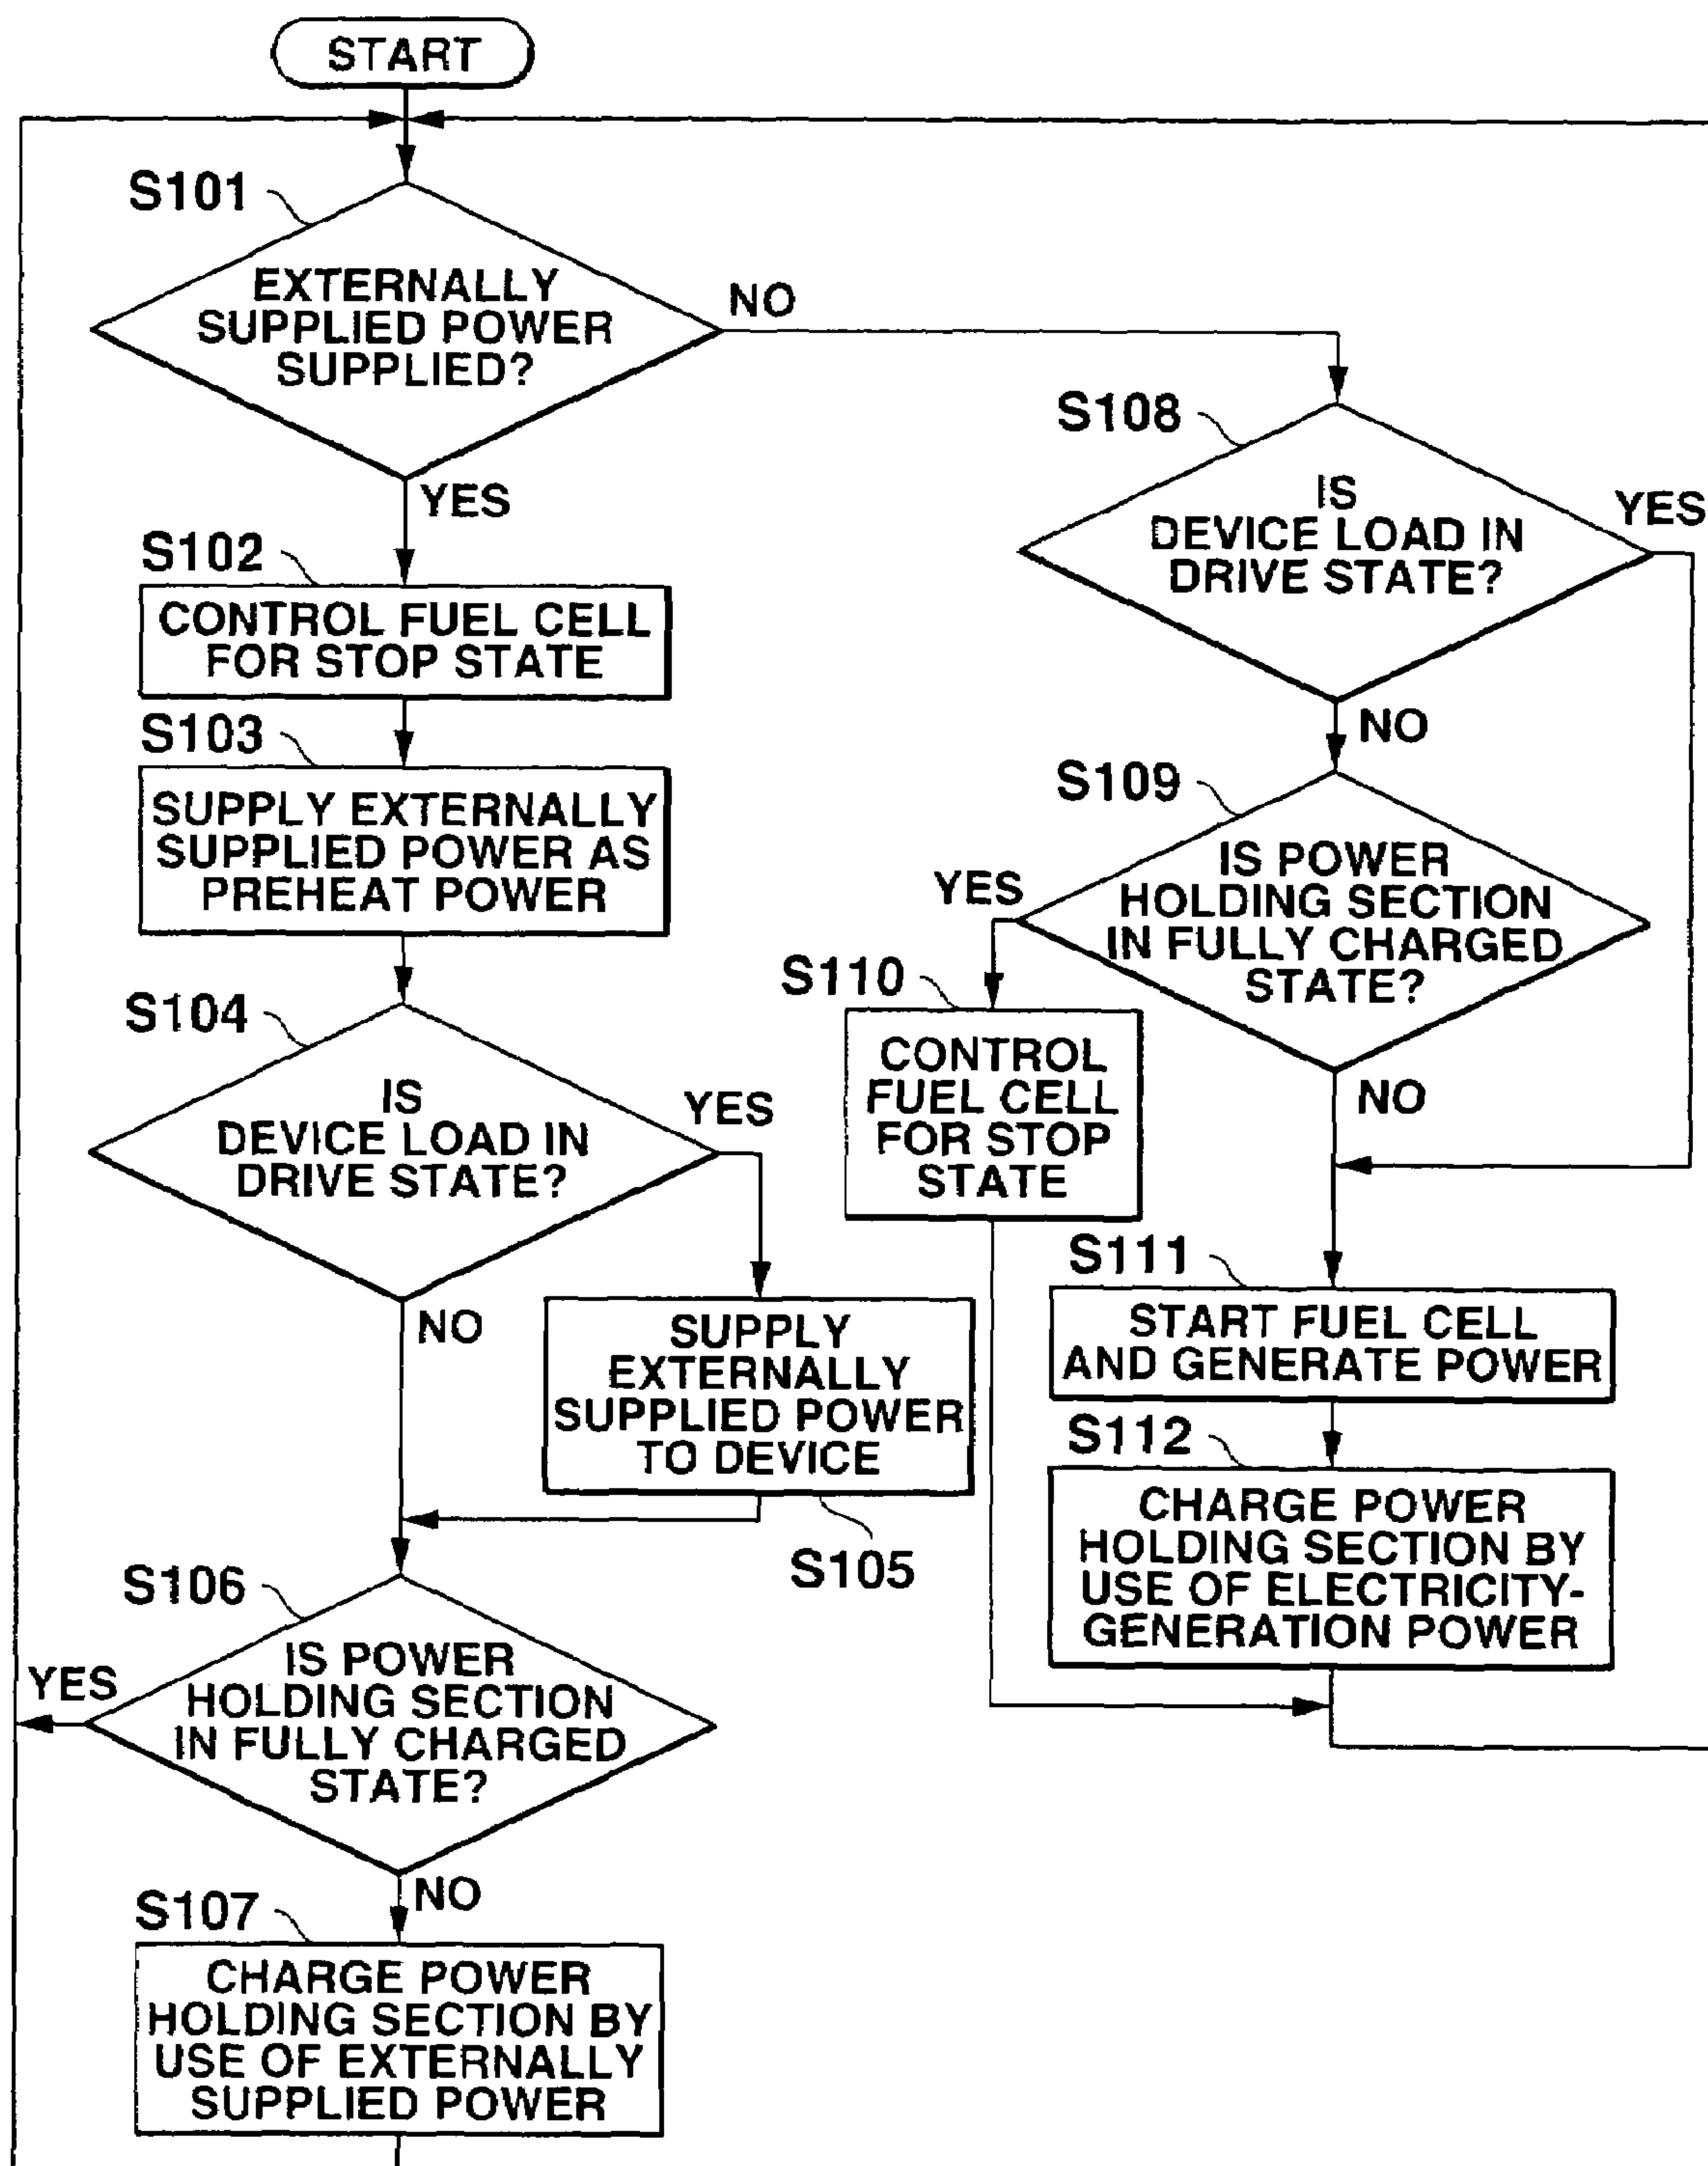 START
S101
EXTERNALLY
SUPPLIED POWER
SUPPLIED?
NO
YES
S102
CONTROL FUEL CELL
FOR STOP STATE
S103
SUPPLY EXTERNALLY
SUPPLIED POWER AS
PREHEAT POWER
S104
IS
DEVICE LOAD IN
DRIVE STATE?
YES
NO
SUPPLY
EXTERNALLY
SUPPLIED POWER
TO DEVICE
S105
S106
IS POWER
HOLDING SECTION
IN FULLY CHARGED
STATE?
YES
NO
S107
CHARGE POWER
HOLDING SECTION BY
USE OF EXTERNALLY
SUPPLIED POWER
S108
IS
DEVICE LOAD IN
DRIVE STATE?
YES
NO
S109
IS POWER
HOLDING SECTION
IN FULLY CHARGED
STATE?
YES
NO
S110
CONTROL
FUEL CELL
FOR STOP
STATE
S111
START FUEL CELL
AND GENERATE POWER
S112
CHARGE POWER
HOLDING SECTION BY
USE OF ELECTRICITY-
GENERATION POWER